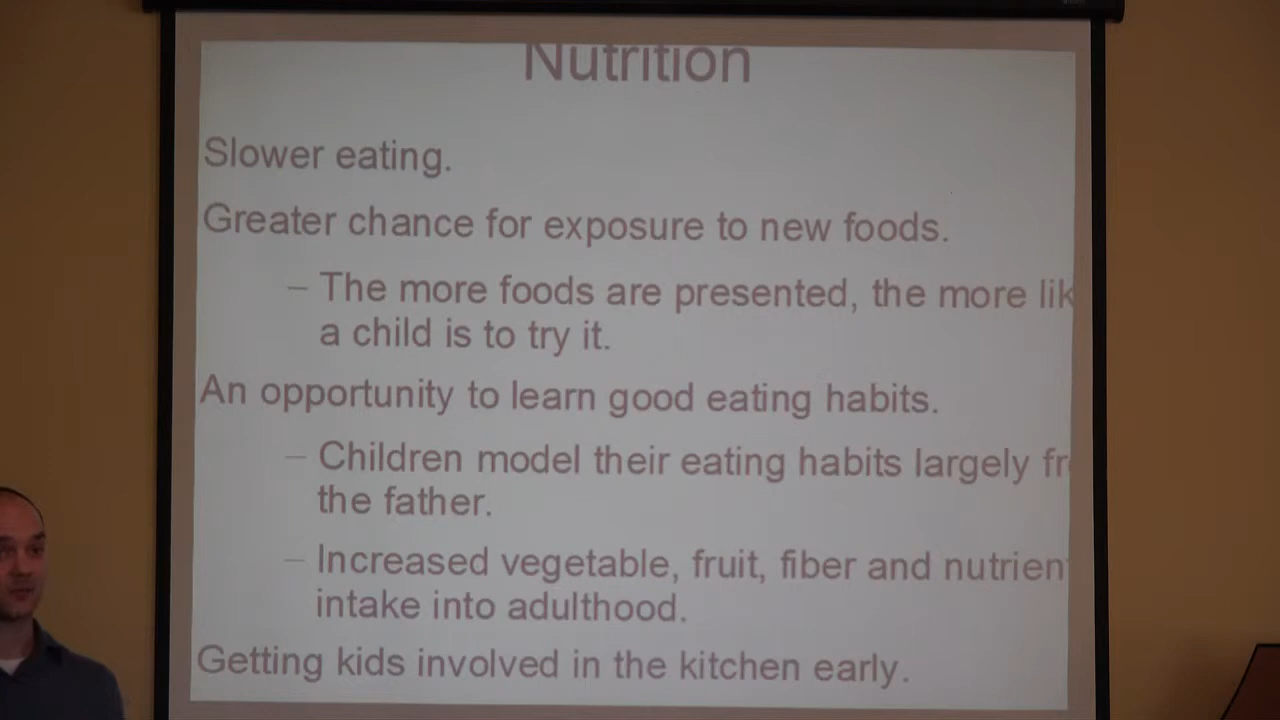 Nutrition
Slower eating.
Greater chance for exposure to new foods.
– The more foods are presented, the more lik
a child is to try it.
An opportunity to learn good eating habits.
– Children model their eating habits largely fr
the father.
– Increased vegetable, fruit, fiber and nutrien
intake into adulthood.
Getting kids involved in the kitchen early.